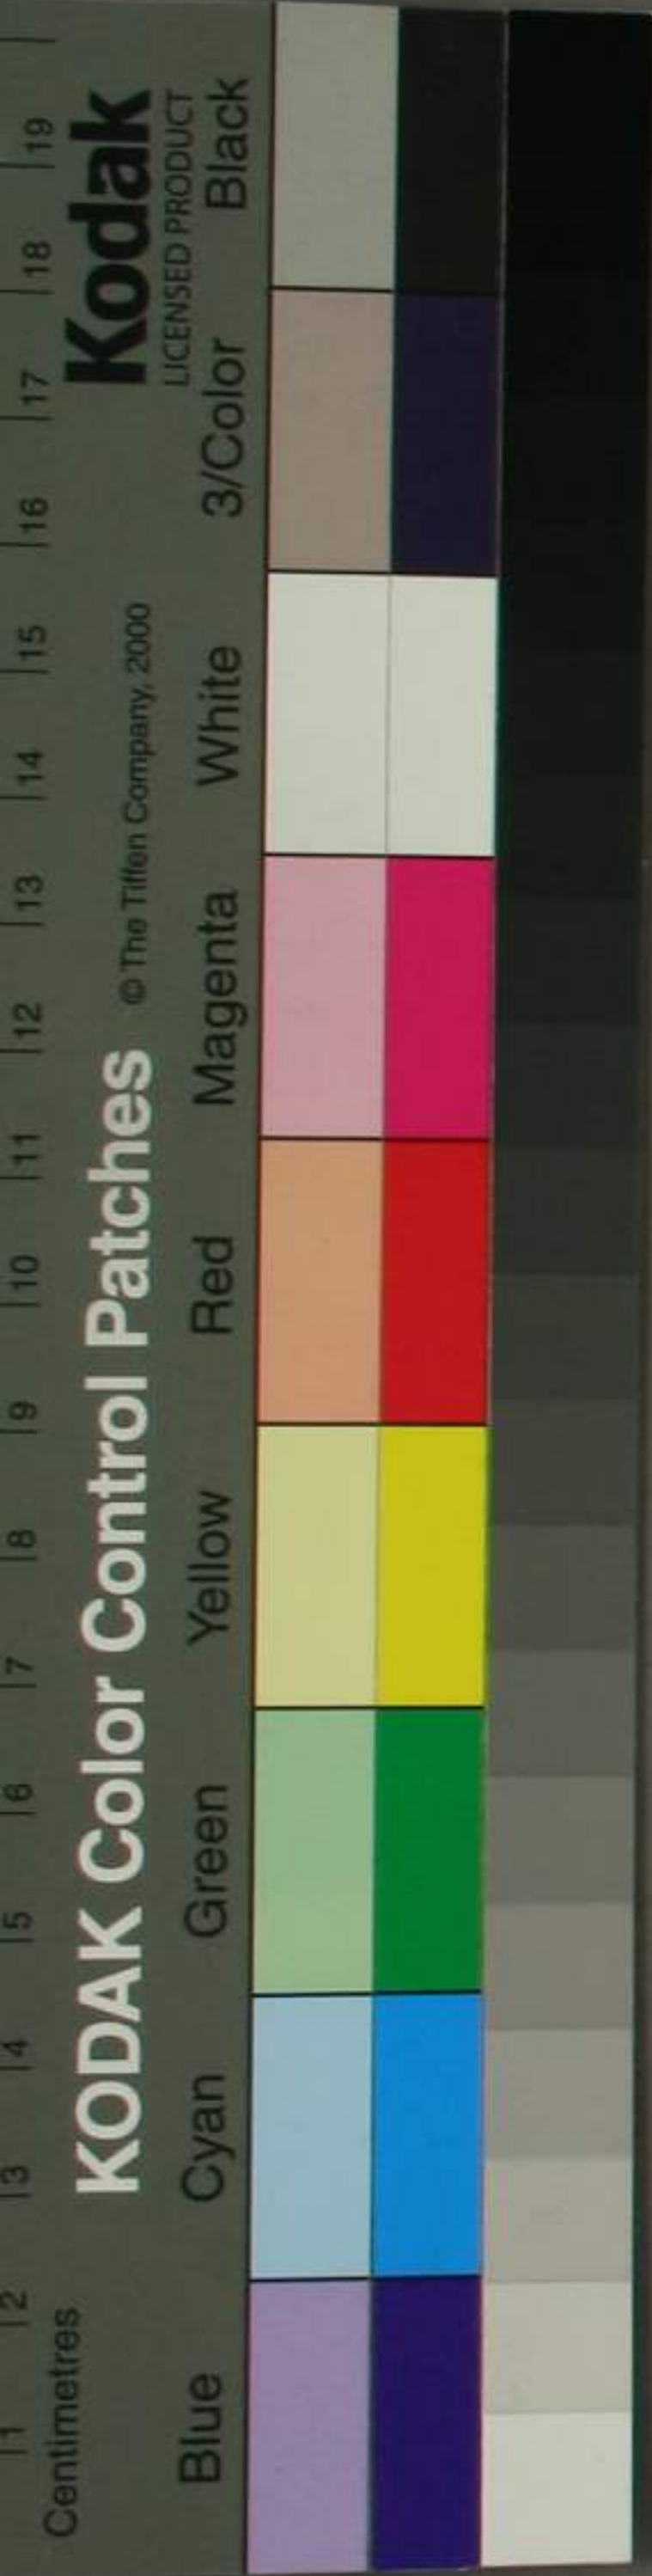 Centimetres
1 2 3 4 5 6 7 8 9 10 11 12 13 14 15 16 17 18 19
KODAK Color Control Patches
© The Tiffen Company, 2000
Kodak
LICENSED PRODUCT
Blue Cyan Green Yellow Red Magenta White 3/Color Black